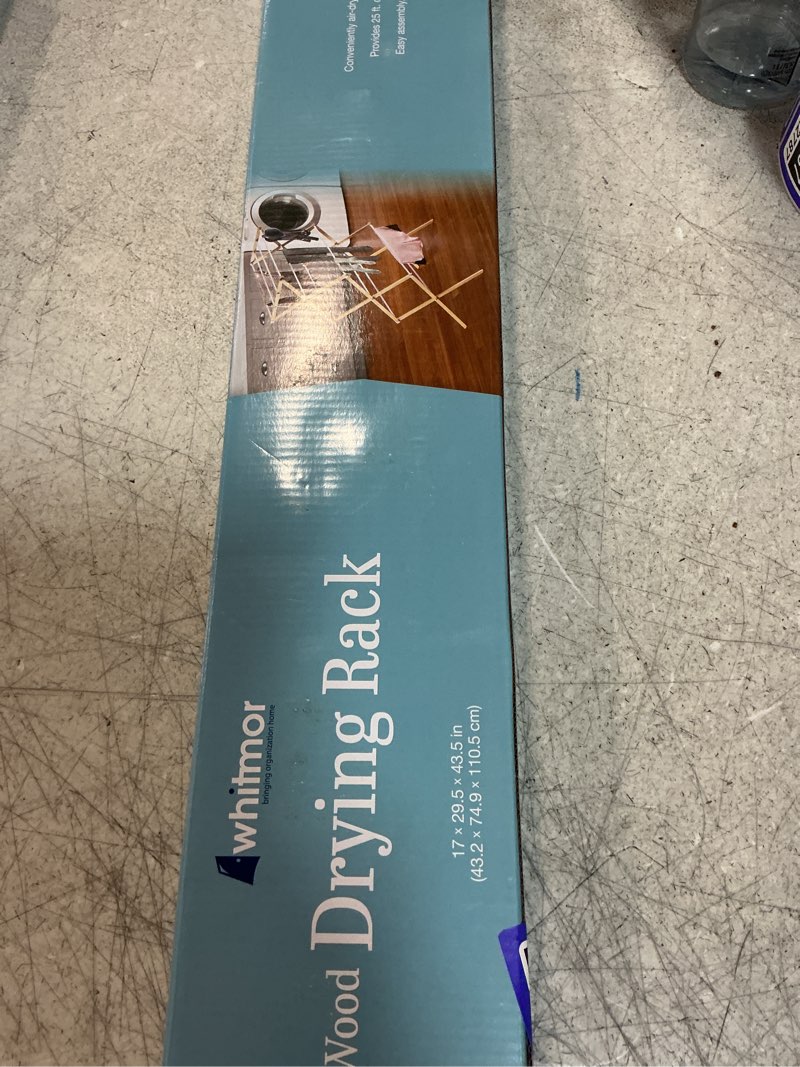 whitmor
bringing organization home
Wood Drying Rack
17 x 29.5 x 43.5 in
(43.2 x 74.9 x 110.5 cm)
Conveniently air-dry
Provides 25 ft.
Easy assembly,